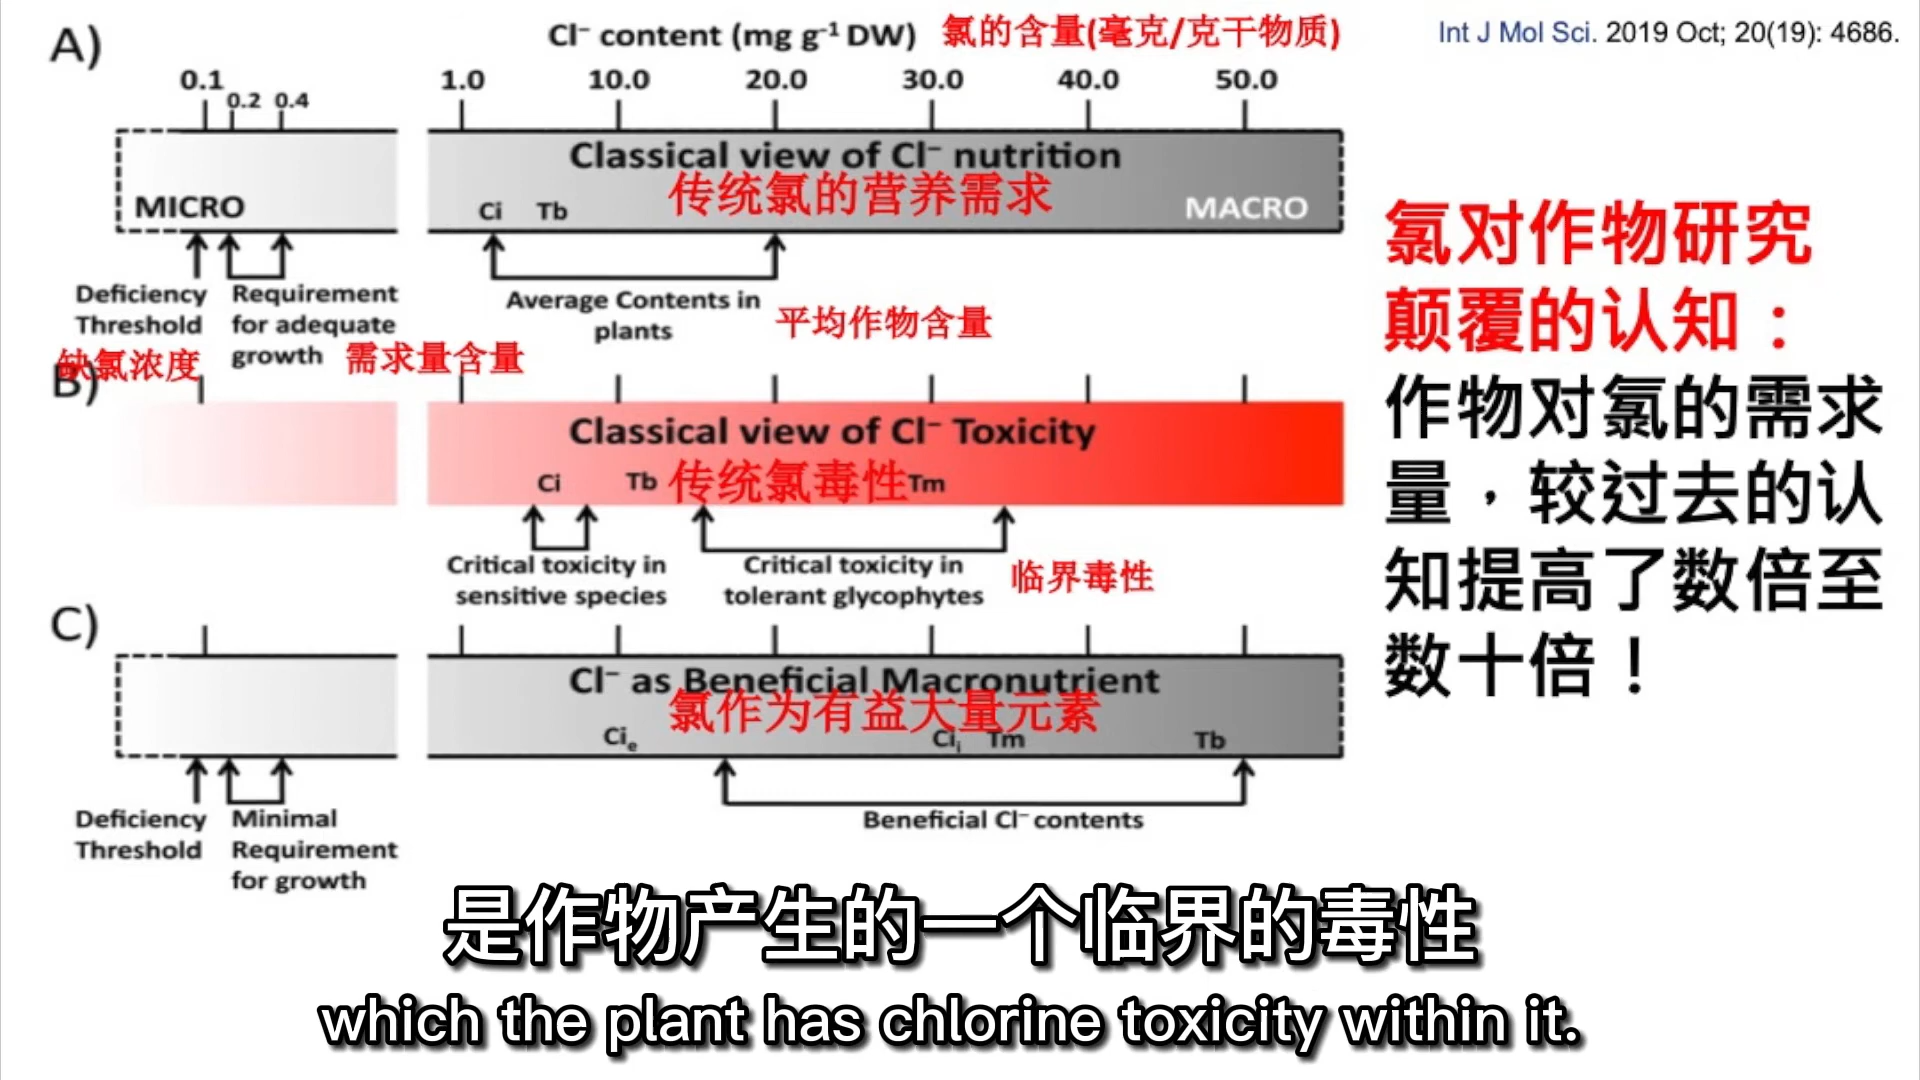 A)
Cl⁻ content (mg g⁻¹ DW) 氯的含量(毫克/克干物质)
Int J Mol Sci. 2019 Oct; 20(19): 4686.
0.1 0.2 0.4 1.0 10.0 20.0 30.0 40.0 50.0
Classical view of Cl⁻ nutrition
传统氯的营养需求
MICRO Ci Tb MACRO
Deficiency
Threshold
缺氯浓度
Requirement
for adequate
growth
需求量含量
Average Contents in
plants
平均作物含量
B)
Classical view of Cl⁻ Toxicity
Ci Tb 传统氯毒性 Tm
Critical toxicity in
sensitive species
Critical toxicity in
tolerant glycophytes
临界毒性
C)
Cl⁻ as Beneficial Macronutrient
氯作为有益大量元素
Ciₑ Ciᵢ Tm Tb
Deficiency
Threshold
Minimal
Requirement
for growth
Beneficial Cl⁻ contents
氯对作物研究
颠覆的认知：
作物对氯的需求
量，较过去的认
知提高了数倍至
数十倍！
是作物产生的一个临界的毒性
which the plant has chlorine toxicity within it.